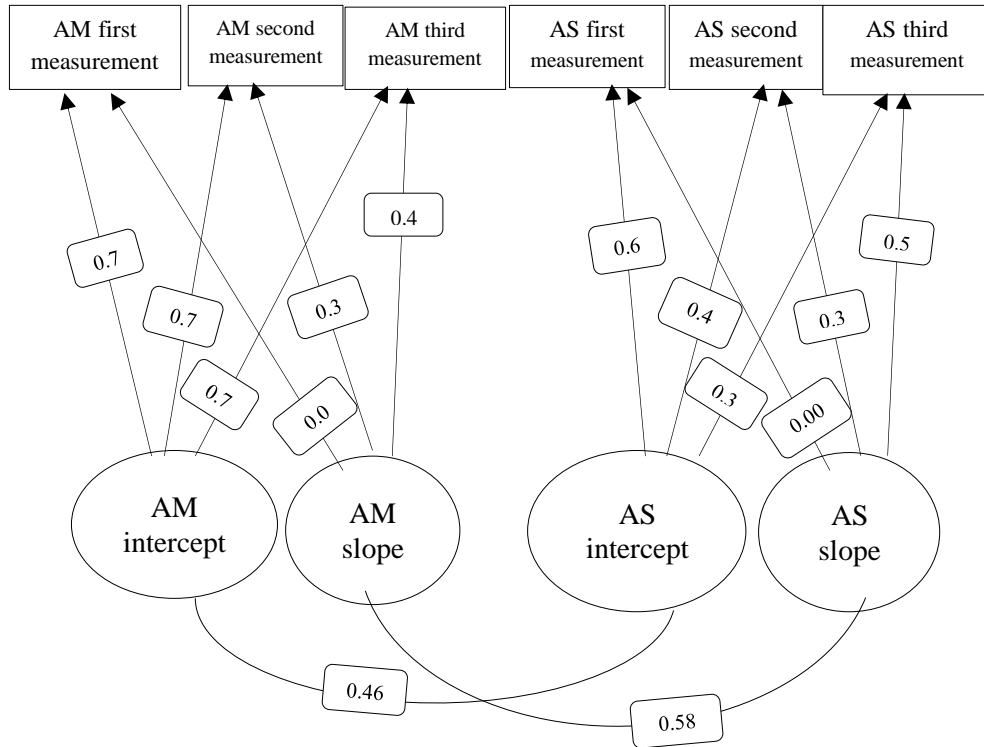 AM first
measurement
AM second
measurement
AM third
measurement
AS first
measurement
AS second
measurement
AS third
measurement
0.7
0.7
0.7
0.0
0.3
0.4
0.6
0.4
0.3
0.00
0.3
0.5
AM
intercept
AM
slope
AS
intercept
AS
slope
0.46
0.58